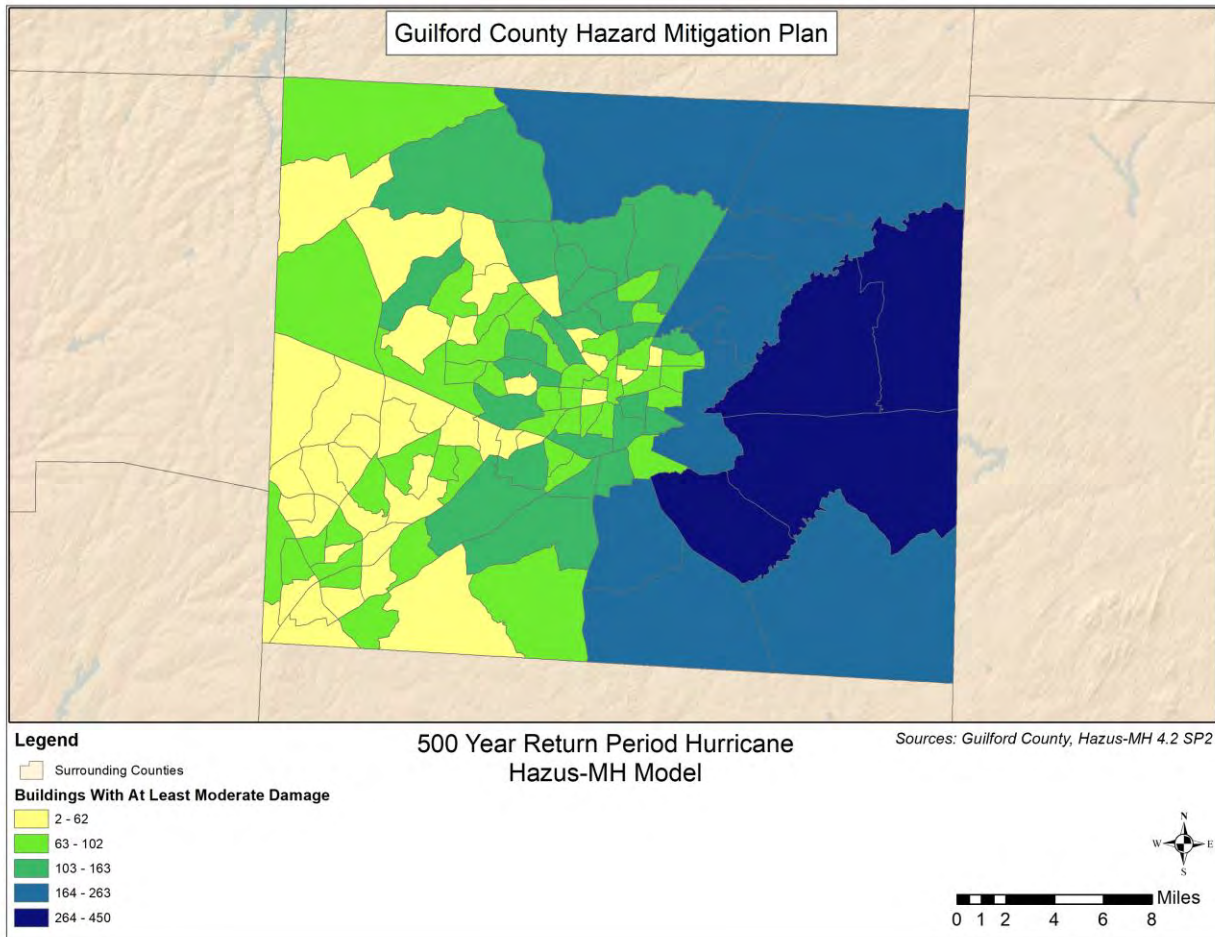 Guilford County Hazard Mitigation Plan
Legend
Surrounding Counties
Buildings With At Least Moderate Damage
2 - 62
63 - 102
103 - 163
164 - 263
264 - 450
500 Year Return Period Hurricane
Hazus-MH Model
Sources: Guilford County, Hazus-MH 4.2 SP2
N
W E
S
Miles
0 1 2 4 6 8